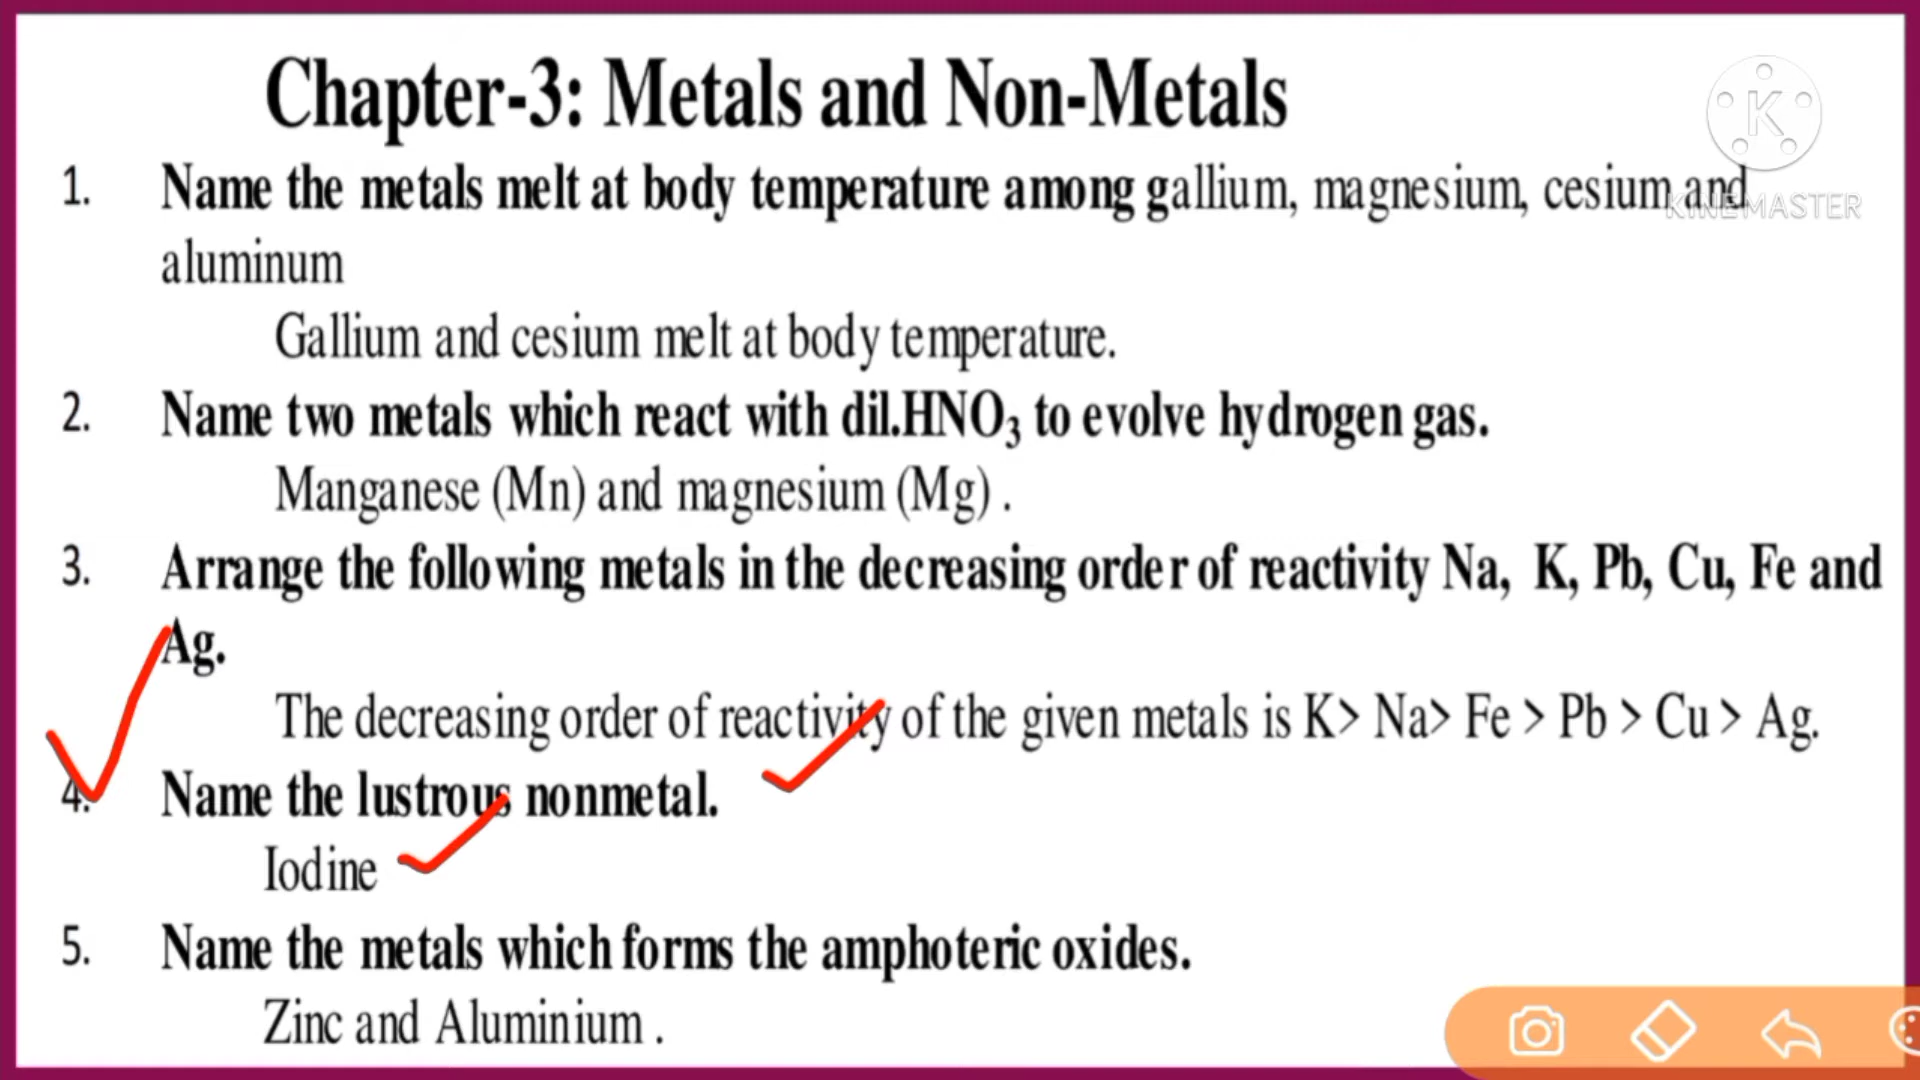 Chapter-3: Metals and Non-Metals
K
KINEMASTER
1. Name the metals melt at body temperature among gallium, magnesium, cesium and
aluminum
Gallium and cesium melt at body temperature.
2. Name two metals which react with dil.HNO₃ to evolve hydrogen gas.
Manganese (Mn) and magnesium (Mg) .
3. Arrange the following metals in the decreasing order of reactivity Na, K, Pb, Cu, Fe and
Ag.
The decreasing order of reactivity of the given metals is K> Na> Fe > Pb > Cu > Ag.
4. Name the lustrous nonmetal.
Iodine
5. Name the metals which forms the amphoteric oxides.
Zinc and Aluminium .